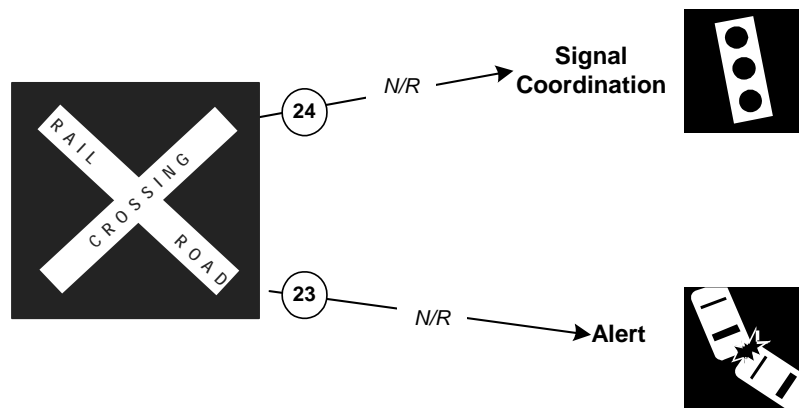 Signal
Coordination
N/R
24
RAIL
ROAD
CROSSING
23
N/R
Alert